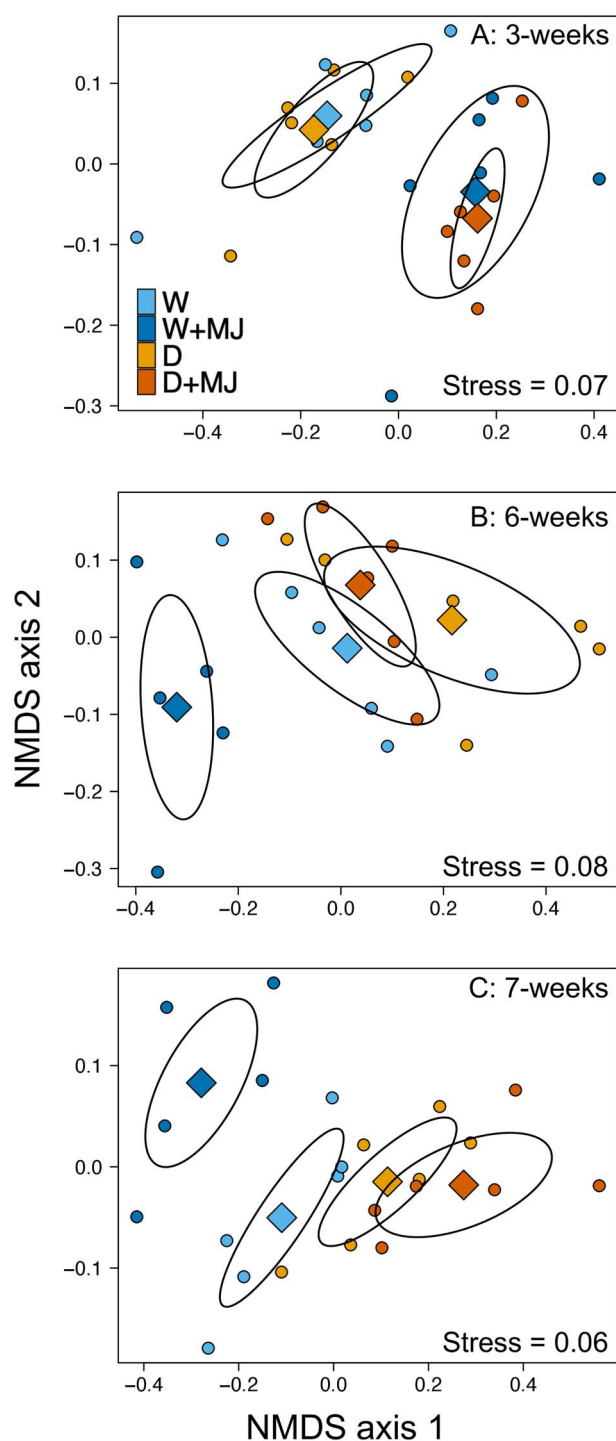 A: 3-weeks
0.1
0.0
−0.1
−0.2
−0.3
W
W+MJ
D
D+MJ
Stress = 0.07
−0.4 −0.2 0.0 0.2 0.4
B: 6-weeks
0.1
0.0
−0.1
−0.2
−0.3
NMDS axis 2
Stress = 0.08
−0.4 −0.2 0.0 0.2 0.4
C: 7-weeks
0.1
0.0
−0.1
Stress = 0.06
−0.4 −0.2 0.0 0.2 0.4
NMDS axis 1